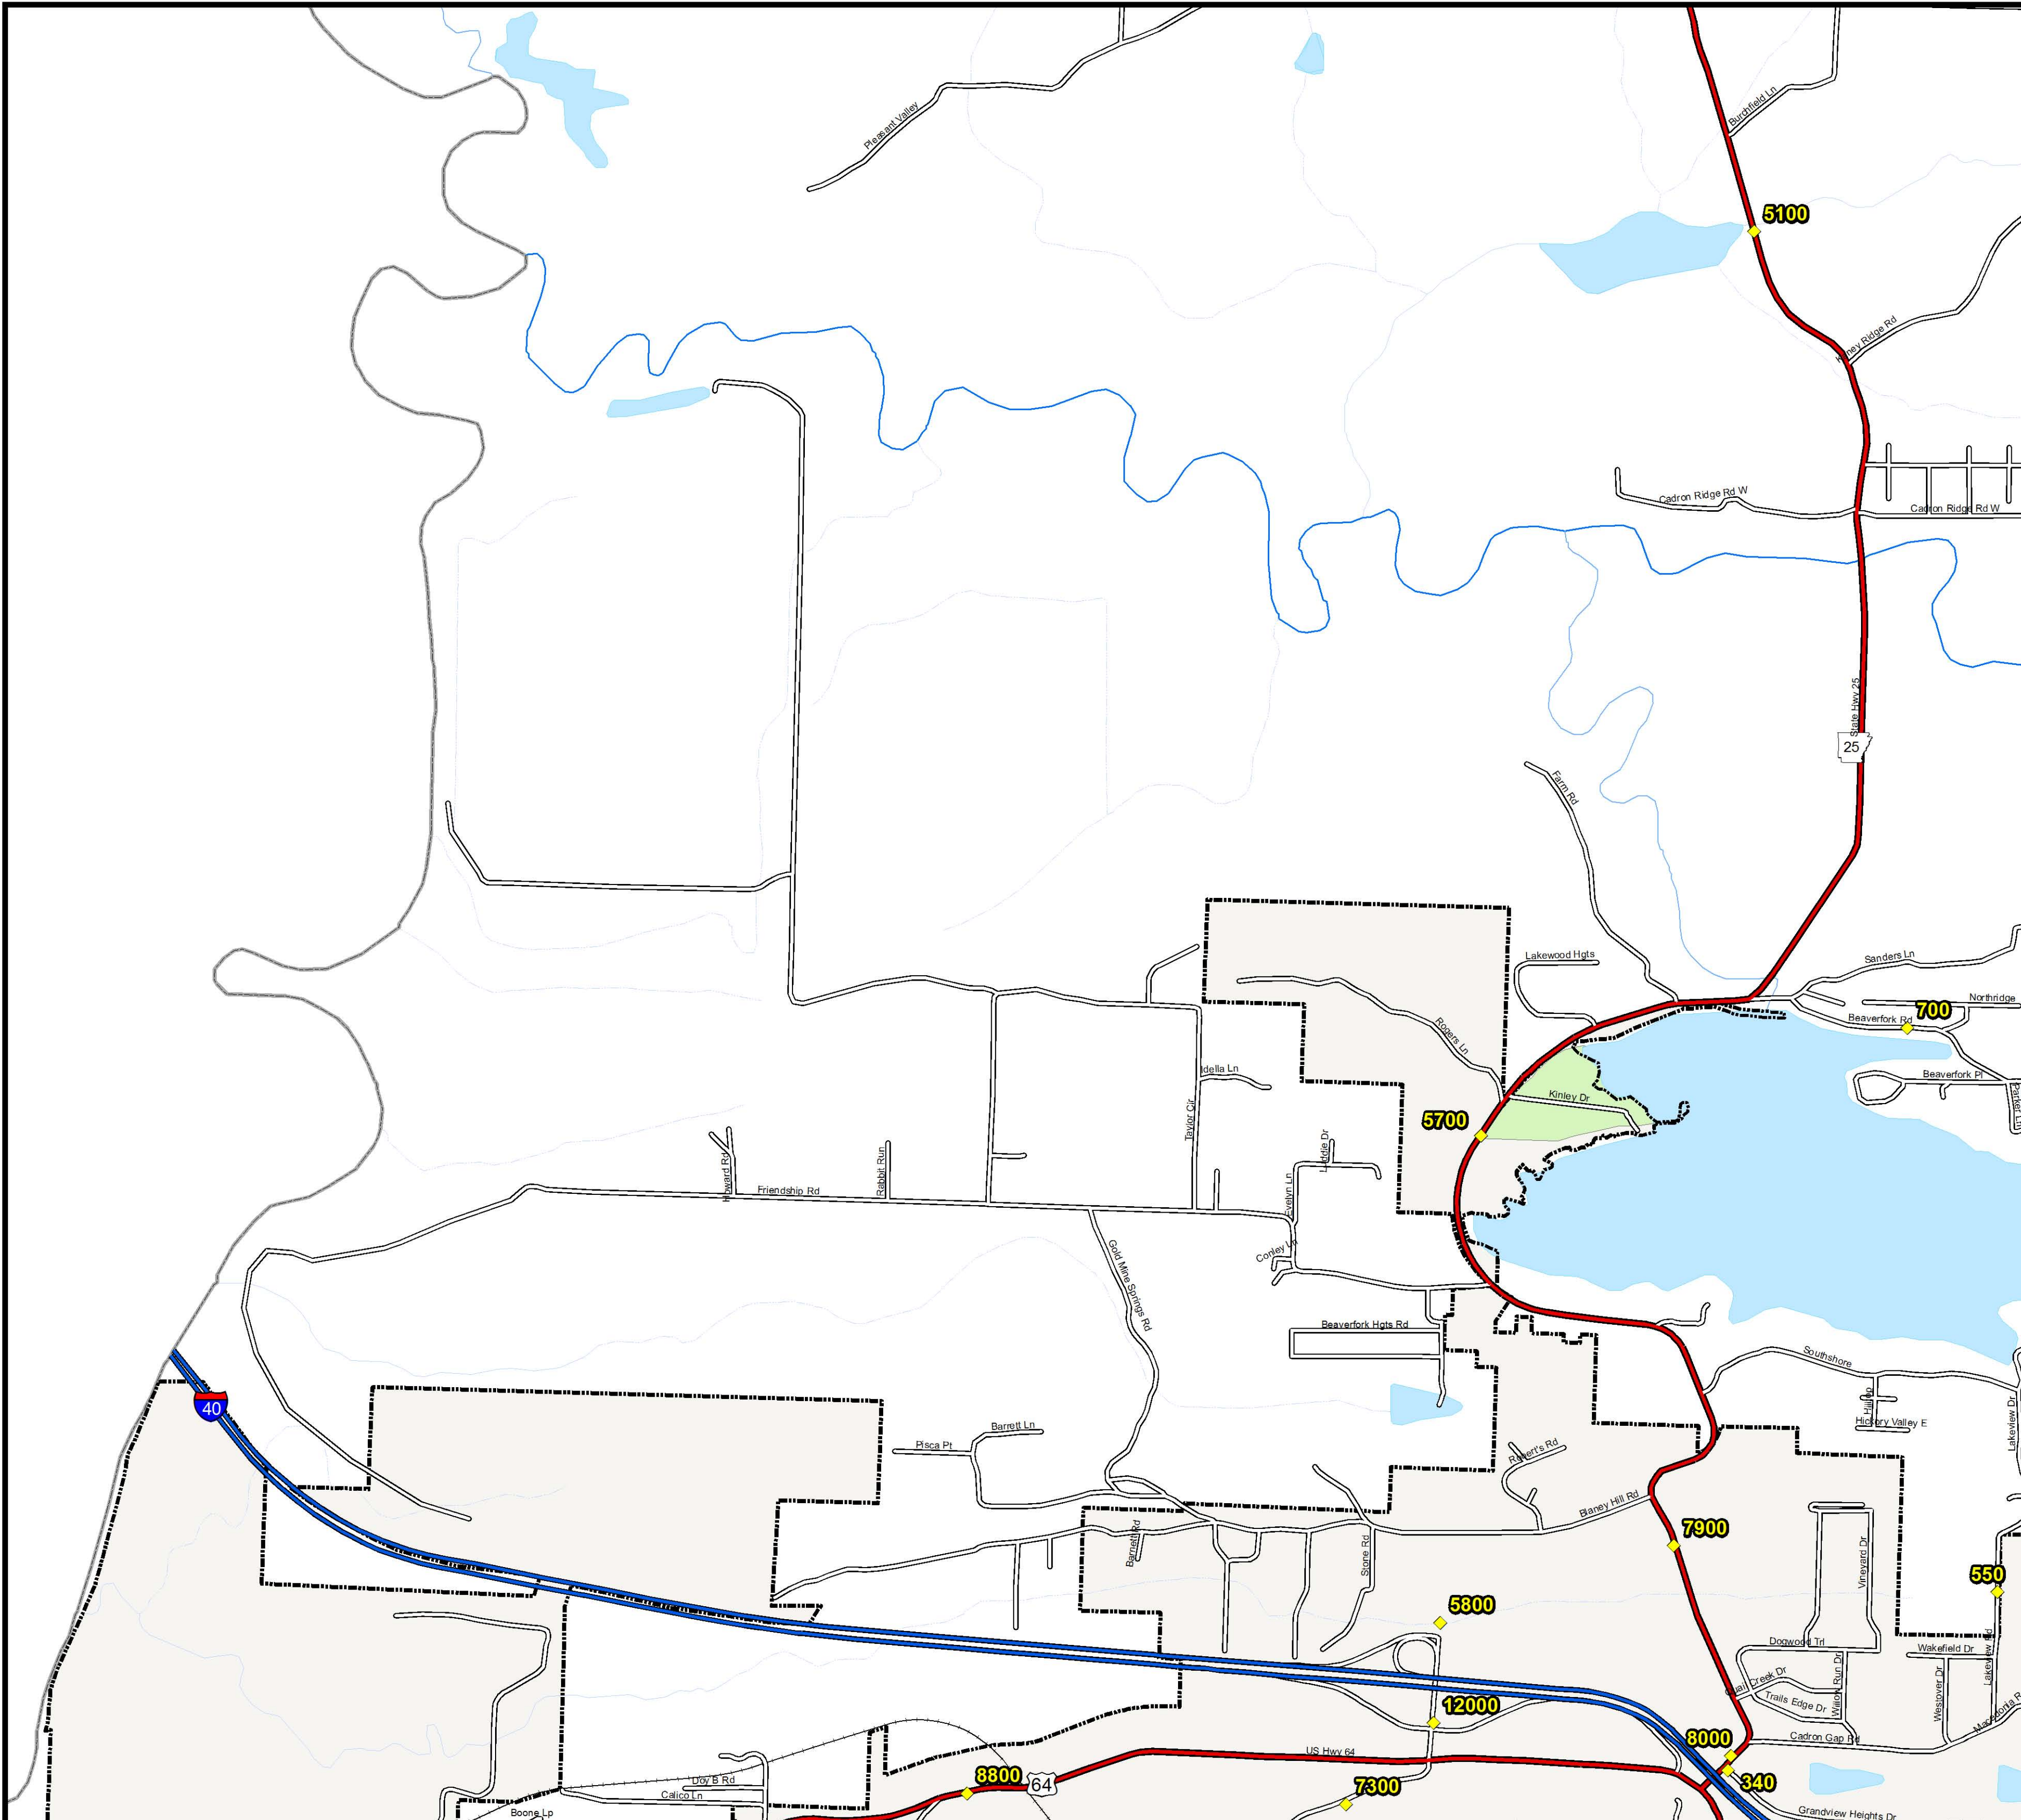 Pleasant Valley
Burchfield Ln
5100
Cadron Ridge Rd W
Cadron Ridge Rd W
State Hwy 25
25
Farm Rd
Lakewood Hgts
Sanders Ln
Northridge
700
Beaverfork Rd
Rogers Ln
Idella Ln
Beaverfork Pl
Kinley Dr
Parker Ln
5700
Taylor Cir
Luddie Dr
Howard Rd
Rabbit Run
Friendship Rd
Evelyn Ln
Conley Ln
Gold Mine Springs Rd
Beaverfork Hgts Rd
Southshore
40
Hilltop
Hickory Valley E
Lakeview Dr
Barrett Ln
Pisca Pt
Robert's Rd
Blaney Hill Rd
7900
Barnett Rd
Stone Rd
Vineyard Dr
550
5800
Dogwood Trl
Wakefield Dr
Lakeview Rd
Quail Creek Dr
Willow Run Dr
Trails Edge Dr
Westover Dr
12000
8000
Cadron Gap Rd
US Hwy 64
8800
64
7300
340
Doy B Rd
Calico Ln
Boone Lp
Grandview Heights Dr